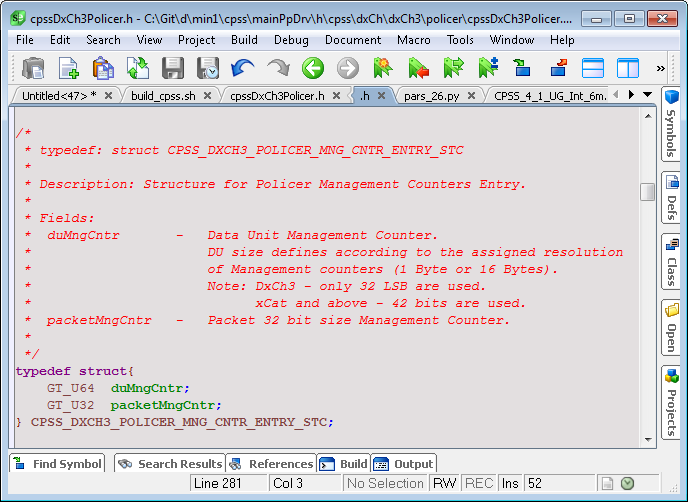 cpssDxCh3Policer.h - C:\Git\d\min1\cpss\mainPpDrv\h\cpss\dxCh\dxCh3\policer\cpssDxCh3Policer....
File Edit Search View Project Build Debug Document Macro Tools Window Help
»
Untitled<47> * build_cpss.sh cpssDxCh3Policer.h .h pars_26.py CPSS_4_1_UG_Int_6m.
/*
* typedef: struct CPSS_DXCH3_POLICER_MNG_CNTR_ENTRY_STC
*
* Description: Structure for Policer Management Counters Entry.
*
* Fields:
* duMngCntr - Data Unit Management Counter.
* DU size defines according to the assigned resolution
* of Management counters (1 Byte or 16 Bytes).
* Note: DxCh3 - only 32 LSB are used.
* xCat and above - 42 bits are used.
* packetMngCntr - Packet 32 bit size Management Counter.
*
*/
typedef struct{
GT_U64 duMngCntr;
GT_U32 packetMngCntr;
} CPSS_DXCH3_POLICER_MNG_CNTR_ENTRY_STC;
Symbols
Defs
Class
Open
Projects
Find Symbol Search Results References Build Output
Line 281 Col 3 No Selection RW REC Ins 52